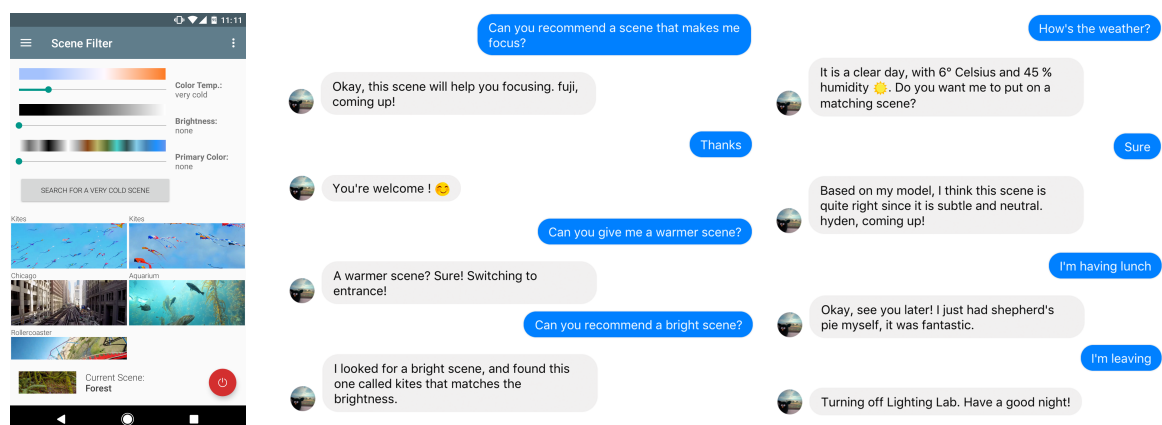 11:11
Scene Filter
Color Temp.:
very cold
Brightness:
none
Primary Color:
none
SEARCH FOR A VERY COLD SCENE
Kites
Kites
Chicago
Aquarium
Rollercoaster
Current Scene:
Forest
Can you recommend a scene that makes me
focus?
Okay, this scene will help you focusing. fuji,
coming up!
Thanks
You're welcome ! 😊
Can you give me a warmer scene?
A warmer scene? Sure! Switching to
entrance!
Can you recommend a bright scene?
I looked for a bright scene, and found this
one called kites that matches the
brightness.
How's the weather?
It is a clear day, with 6° Celsius and 45 %
humidity 🌞. Do you want me to put on a
matching scene?
Sure
Based on my model, I think this scene is
quite right since it is subtle and neutral.
hyden, coming up!
I'm having lunch
Okay, see you later! I just had shepherd's
pie myself, it was fantastic.
I'm leaving
Turning off Lighting Lab. Have a good night!